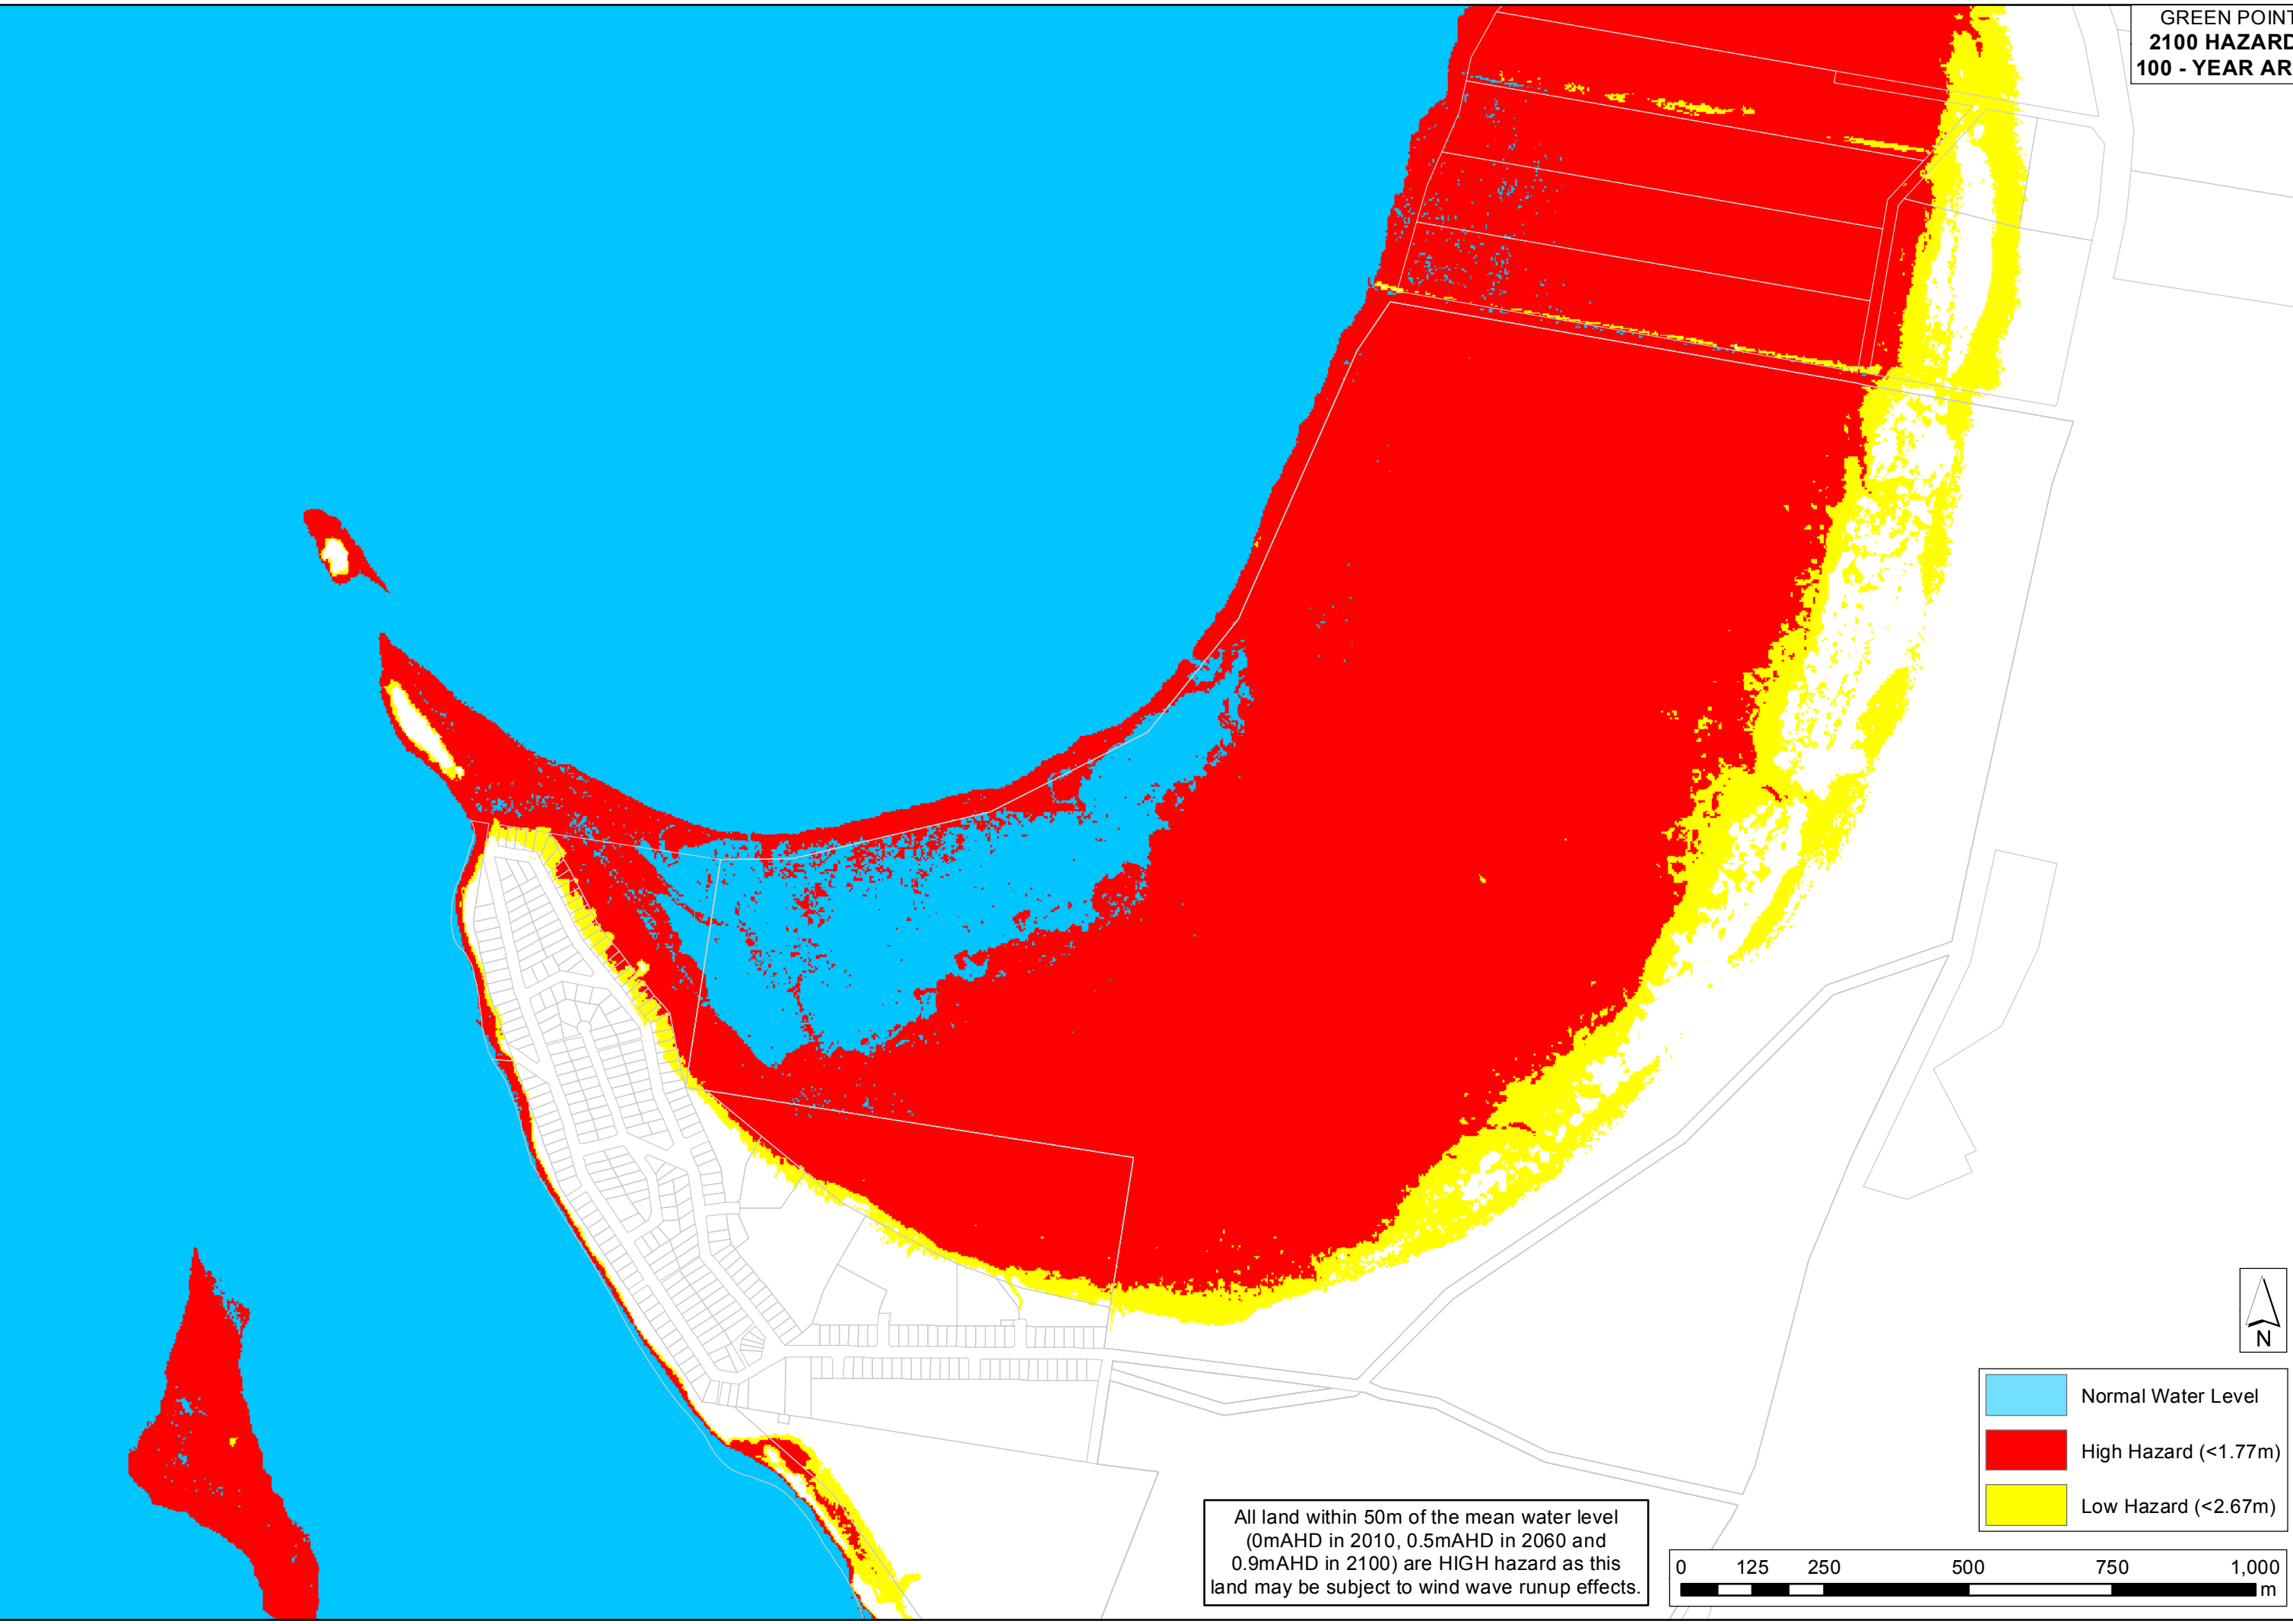 GREEN POINT
2100 HAZARD
100 - YEAR AR
N
Normal Water Level
High Hazard (<1.77m)
Low Hazard (<2.67m)
All land within 50m of the mean water level
(0mAHD in 2010, 0.5mAHD in 2060 and
0.9mAHD in 2100) are HIGH hazard as this
land may be subject to wind wave runup effects.
0 125 250 500 750 1,000
m